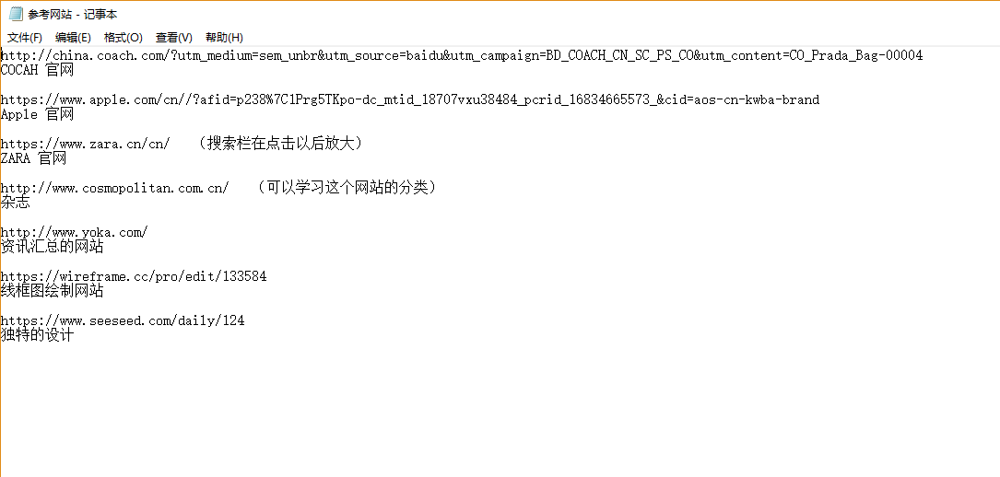 参考网站 - 记事本
文件(F) 编辑(E) 格式(O) 查看(V) 帮助(H)
http://china.coach.com/?utm_medium=sem_unbr&utm_source=baidu&utm_campaign=BD_COACH_CN_SC_PS_CO&utm_content=CO_Prada_Bag-00004
COCAH 官网
https://www.apple.com/cn//?afid=p238%7C1Prg5TKpo-dc_mtid_18707vxu38484_pcrid_16834665573_&cid=aos-cn-kwba-brand
Apple 官网
https://www.zara.cn/cn/ （搜索栏在点击以后放大）
ZARA 官网
http://www.cosmopolitan.com.cn/ （可以学习这个网站的分类）
杂志
http://www.yoka.com/
资讯汇总的网站
https://wireframe.cc/pro/edit/133584
线框图绘制网站
https://www.seeseed.com/daily/124
独特的设计